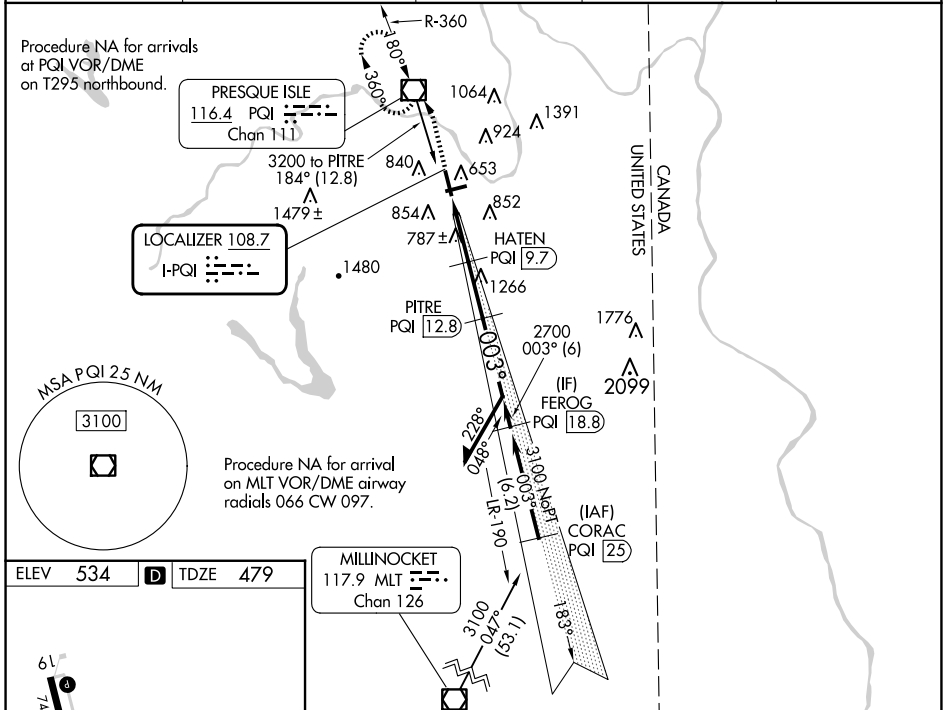 R-360
180°
360°
Procedure NA for arrivals
at PQI VOR/DME
on T295 northbound.
PRESQUE ISLE
116.4 PQI
Chan 111
1064
1391
924
3200 to PITRE
184° (12.8)
840
653
1479 ±
854
852
787 ±
CANADA
UNITED STATES
LOCALIZER 108.7
I-PQI
HATEN
PQI 9.7
1480
1266
PITRE
PQI 12.8
003°
2700
003° (6)
1776
2099
(IF)
FEROG
PQI 18.8
MSA PQI 25 NM
3100
228°
048°
Procedure NA for arrival
on MLT VOR/DME airway
radials 066 CW 097.
3100 NoPT
003°
(6.2)
LR-190
(IAF)
CORAC
PQI 25
ELEV 534 D TDZE 479
MILLINOCKET
117.9 MLT
Chan 126
3100
047°
(53.1)
183°
19
P
74